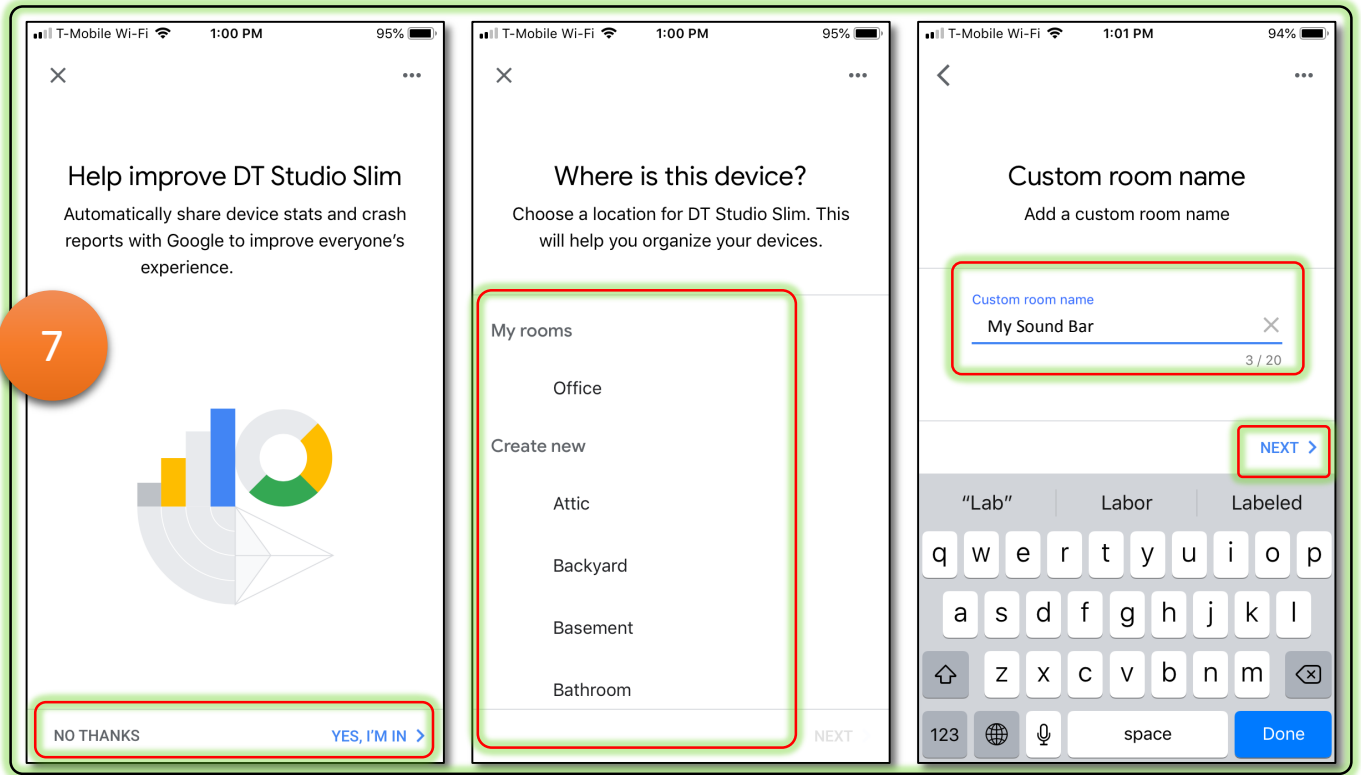 T-Mobile Wi-Fi 1:00 PM 95%
Help improve DT Studio Slim
Automatically share device stats and crash
reports with Google to improve everyone's
experience.
7
NO THANKS YES, I'M IN
T-Mobile Wi-Fi 1:00 PM 95%
Where is this device?
Choose a location for DT Studio Slim. This
will help you organize your devices.
My rooms
Office
Create new
Attic
Backyard
Basement
Bathroom
NEXT
T-Mobile Wi-Fi 1:01 PM 94%
Custom room name
Add a custom room name
Custom room name
My Sound Bar
3 / 20
NEXT
“Lab” Labor Labeled
q w e r t y u i o p
a s d f g h j k l
z x c v b n m
123 space Done